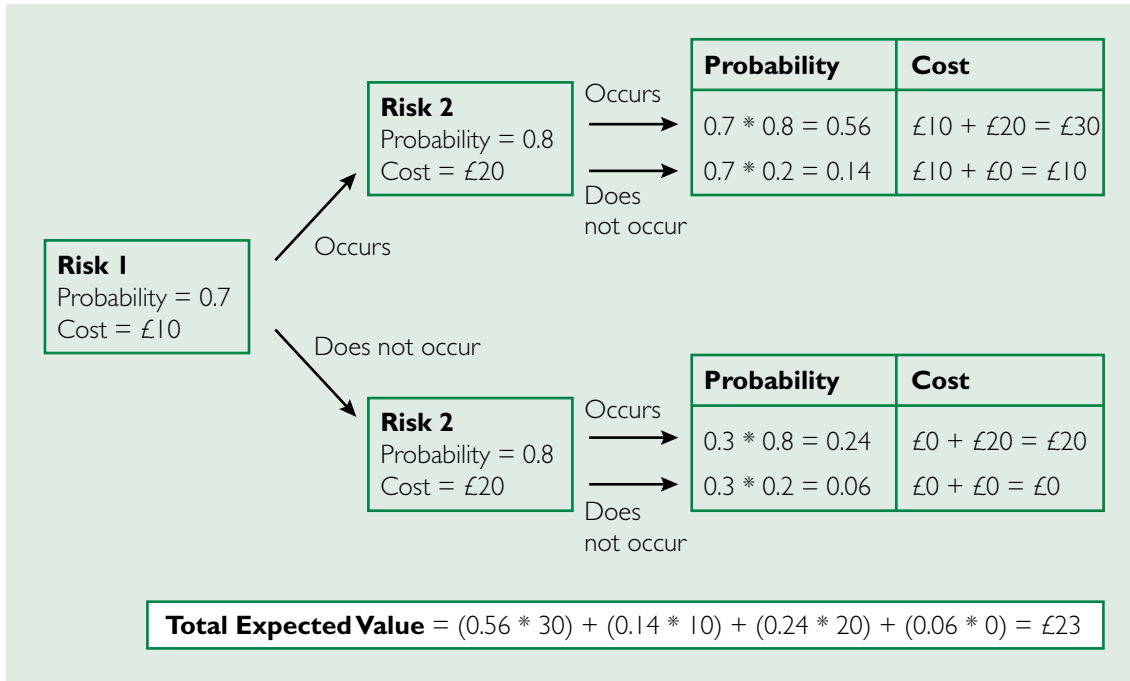 Risk 1
Probability = 0.7
Cost = £10
Occurs
Does not occur
Risk 2
Probability = 0.8
Cost = £20
Occurs
Does
not occur
Probability Cost
0.7 * 0.8 = 0.56 £10 + £20 = £30
0.7 * 0.2 = 0.14 £10 + £0 = £10
Risk 2
Probability = 0.8
Cost = £20
Occurs
Does
not occur
Probability Cost
0.3 * 0.8 = 0.24 £0 + £20 = £20
0.3 * 0.2 = 0.06 £0 + £0 = £0
Total Expected Value = (0.56 * 30) + (0.14 * 10) + (0.24 * 20) + (0.06 * 0) = £23